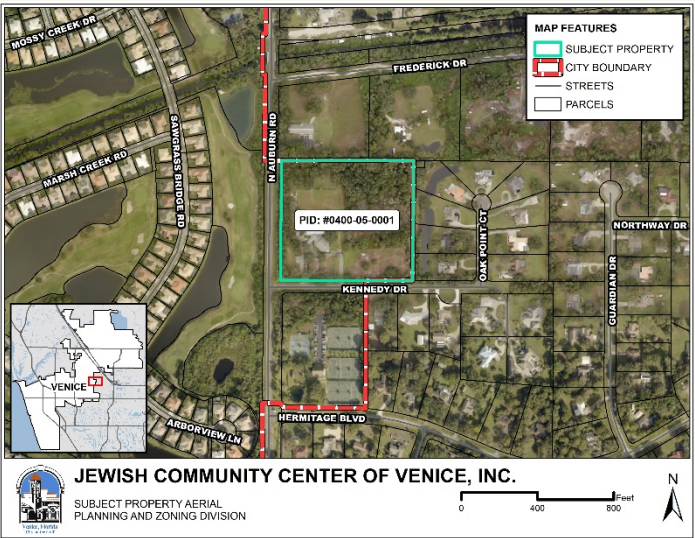 MOSSY CREEK DR
FREDERICK DR
MAP FEATURES
SUBJECT PROPERTY
CITY BOUNDARY
STREETS
PARCELS
SAWGRASS BRIDGE RD
N AUBURN RD
MARSH CREEK RD
PID: #0400-05-0001
OAK POINT CT
NORTHWAY DR
GUARDIAN DR
KENNEDY DR
VENICE
ARBORVIEW LN
HERMITAGE BLVD
JEWISH COMMUNITY CENTER OF VENICE, INC.
SUBJECT PROPERTY AERIAL
PLANNING AND ZONING DIVISION
0 400 800 Feet
N
Venice, Florida